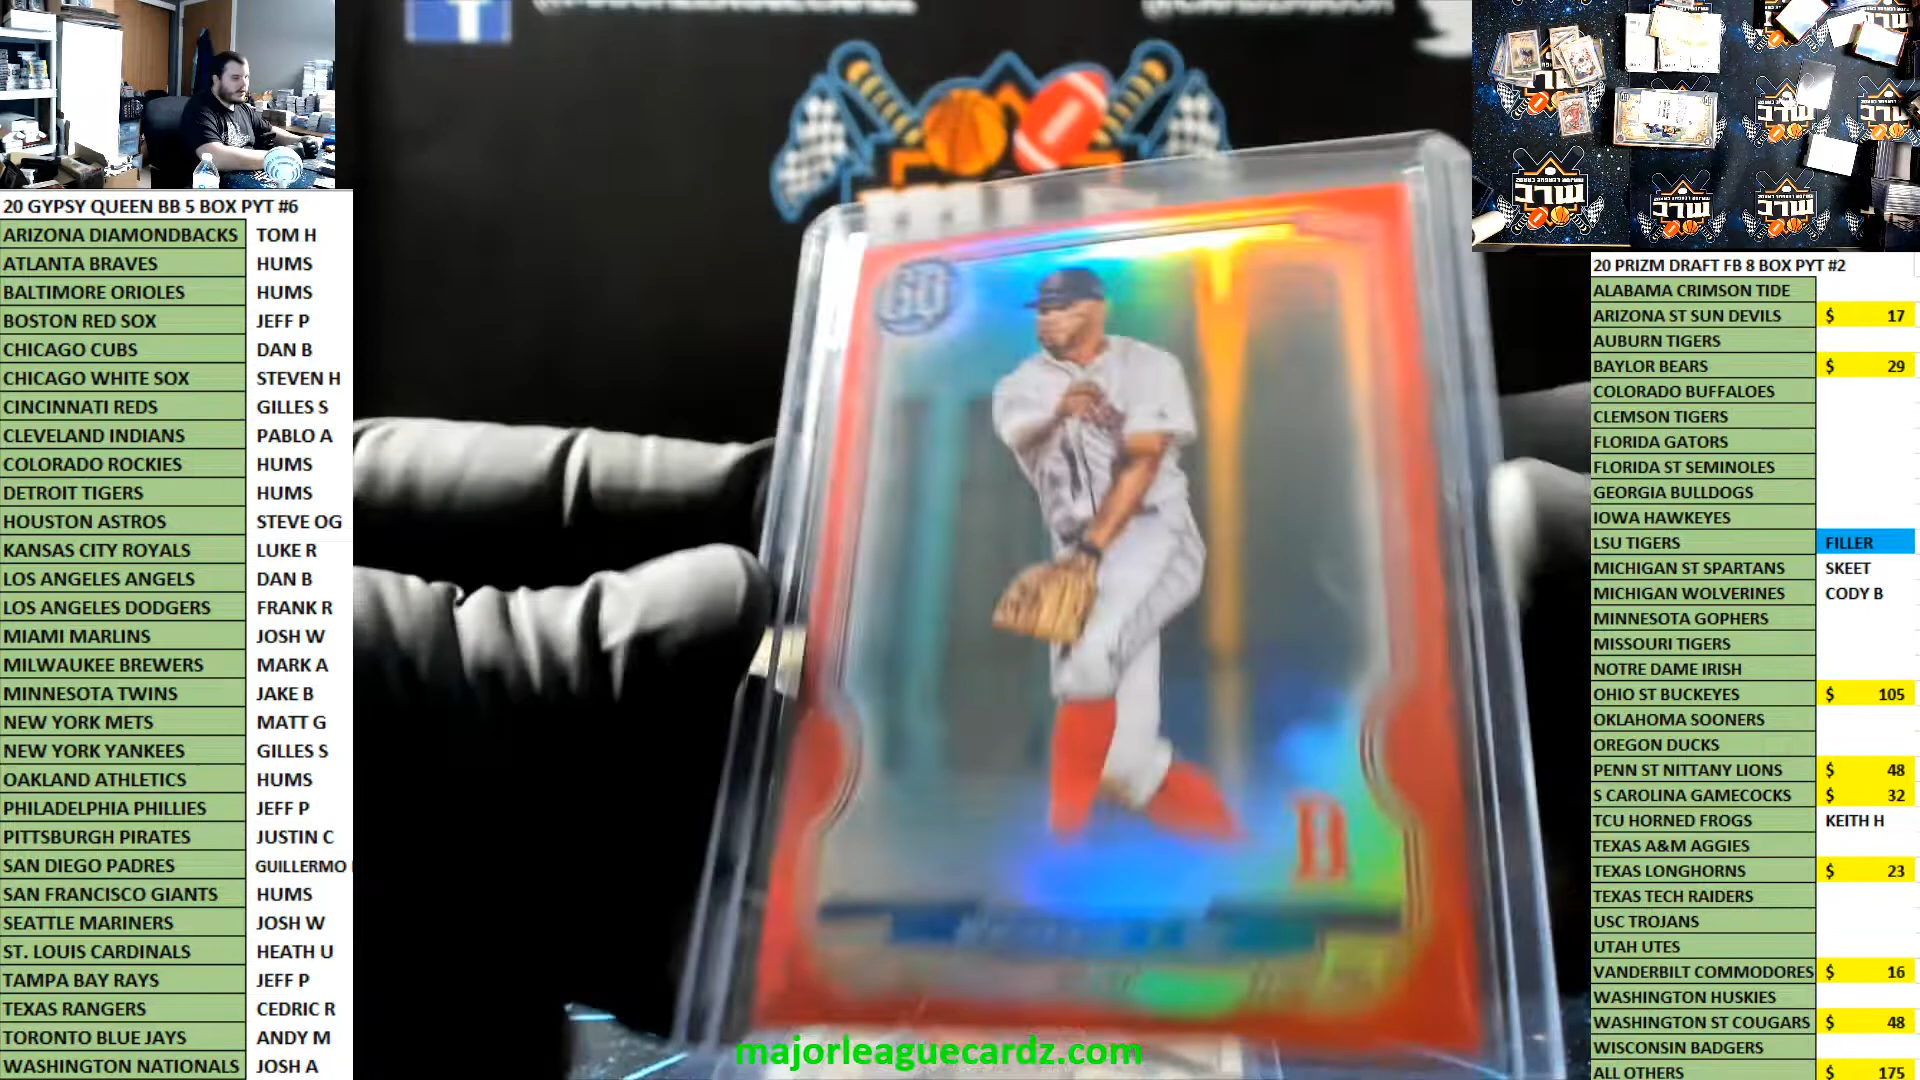 20 GYPSY QUEEN BB 5 BOX PYT #6
ARIZONA DIAMONDBACKS TOM H
ATLANTA BRAVES HUMS
BALTIMORE ORIOLES HUMS
BOSTON RED SOX JEFF P
CHICAGO CUBS DAN B
CHICAGO WHITE SOX STEVEN H
CINCINNATI REDS GILLES S
CLEVELAND INDIANS PABLO A
COLORADO ROCKIES HUMS
DETROIT TIGERS HUMS
HOUSTON ASTROS STEVE OG
KANSAS CITY ROYALS LUKE R
LOS ANGELES ANGELS DAN B
LOS ANGELES DODGERS FRANK R
MIAMI MARLINS JOSH W
MILWAUKEE BREWERS MARK A
MINNESOTA TWINS JAKE B
NEW YORK METS MATT G
NEW YORK YANKEES GILLES S
OAKLAND ATHLETICS HUMS
PHILADELPHIA PHILLIES JEFF P
PITTSBURGH PIRATES JUSTIN C
SAN DIEGO PADRES GUILLERMO
SAN FRANCISCO GIANTS HUMS
SEATTLE MARINERS JOSH W
ST. LOUIS CARDINALS HEATH U
TAMPA BAY RAYS JEFF P
TEXAS RANGERS CEDRIC R
TORONTO BLUE JAYS ANDY M
WASHINGTON NATIONALS JOSH A
GQ
B
majorleaguecardz.com
20 PRIZM DRAFT FB 8 BOX PYT #2
ALABAMA CRIMSON TIDE
ARIZONA ST SUN DEVILS $ 17
AUBURN TIGERS
BAYLOR BEARS $ 29
COLORADO BUFFALOES
CLEMSON TIGERS
FLORIDA GATORS
FLORIDA ST SEMINOLES
GEORGIA BULLDOGS
IOWA HAWKEYES
LSU TIGERS FILLER
MICHIGAN ST SPARTANS SKEET
MICHIGAN WOLVERINES CODY B
MINNESOTA GOPHERS
MISSOURI TIGERS
NOTRE DAME IRISH
OHIO ST BUCKEYES $ 105
OKLAHOMA SOONERS
OREGON DUCKS
PENN ST NITTANY LIONS $ 48
S CAROLINA GAMECOCKS $ 32
TCU HORNED FROGS KEITH H
TEXAS A&M AGGIES
TEXAS LONGHORNS $ 23
TEXAS TECH RAIDERS
USC TROJANS
UTAH UTES
VANDERBILT COMMODORES $ 16
WASHINGTON HUSKIES
WASHINGTON ST COUGARS $ 48
WISCONSIN BADGERS
ALL OTHERS $ 175